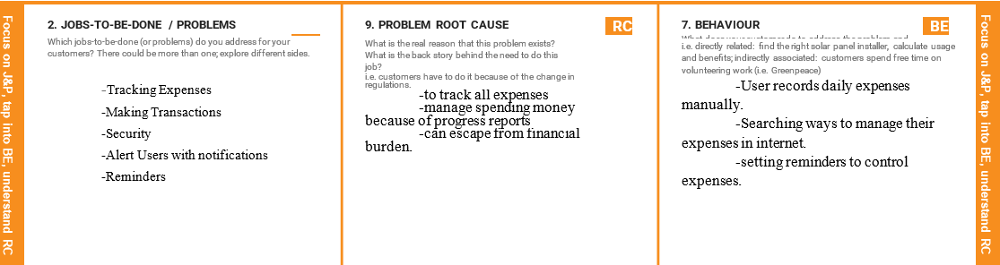 Focus on J&P, tap into BE, understand RC
2. JOBS-TO-BE-DONE / PROBLEMS
Which jobs-to-be-done (or problems) do you address for your
customers? There could be more than one; explore different sides.
-Tracking Expenses
-Making Transactions
-Security
-Alert Users with notifications
-Reminders
9. PROBLEM ROOT CAUSE
RC
What is the real reason that this problem exists?
What is the back story behind the need to do this
job?
i.e. customers have to do it because of the change in
regulations.
-to track all expenses
-manage spending money
because of progress reports
-can escape from financial
burden.
7. BEHAVIOUR
BE
What does your customer do to address the problem and
i.e. directly related: find the right solar panel installer, calculate usage
and benefits; indirectly associated: customers spend free time on
volunteering work (i.e. Greenpeace)
-User records daily expenses
manually.
-Searching ways to manage their
expenses in internet.
-setting reminders to control
expenses.
Focus on J&P, tap into BE, understand RC